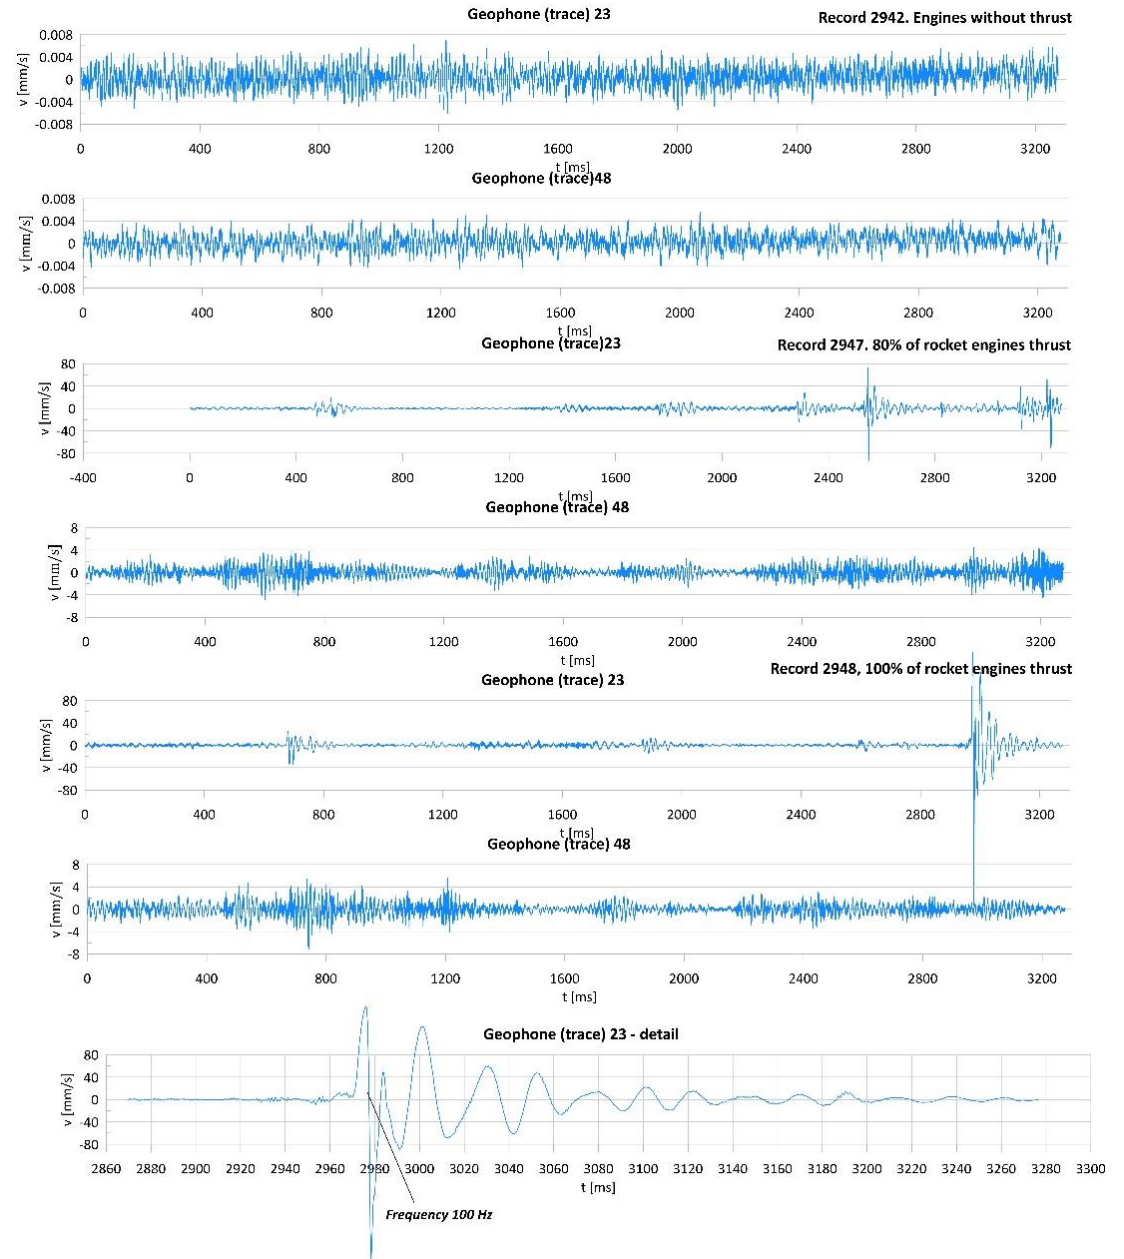 Geophone (trace) 23
Record 2942. Engines without thrust
0.008
0.004
0
-0.004
-0.008
v [mm/s]
0 400 800 1200 1600 2000 2400 2800 3200
t [ms]
Geophone (trace)48
0.008
0.004
0
-0.004
-0.008
v [mm/s]
0 400 800 1200 1600 2000 2400 2800 3200
t [ms]
Geophone (trace)23
Record 2947. 80% of rocket engines thrust
80
40
0
-40
-80
v [mm/s]
-400 0 400 800 1200 1600 2000 2400 2800 3200
t [ms]
Geophone (trace) 48
8
4
0
-4
-8
v [mm/s]
0 400 800 1200 1600 2000 2400 2800 3200
t [ms]
Record 2948, 100% of rocket engines thrust
Geophone (trace) 23
80
40
0
-40
-80
v [mm/s]
0 400 800 1200 1600 2000 2400 2800 3200
t [ms]
Geophone (trace) 48
8
4
0
-4
-8
v [mm/s]
0 400 800 1200 1600 2000 2400 2800 3200
t [ms]
Geophone (trace) 23 - detail
80
40
0
-40
-80
v [mm/s]
2860 2880 2900 2920 2940 2960 2980 3000 3020 3040 3060 3080 3100 3120 3140 3160 3180 3200 3220 3240 3260 3280 3300
t [ms]
Frequency 100 Hz